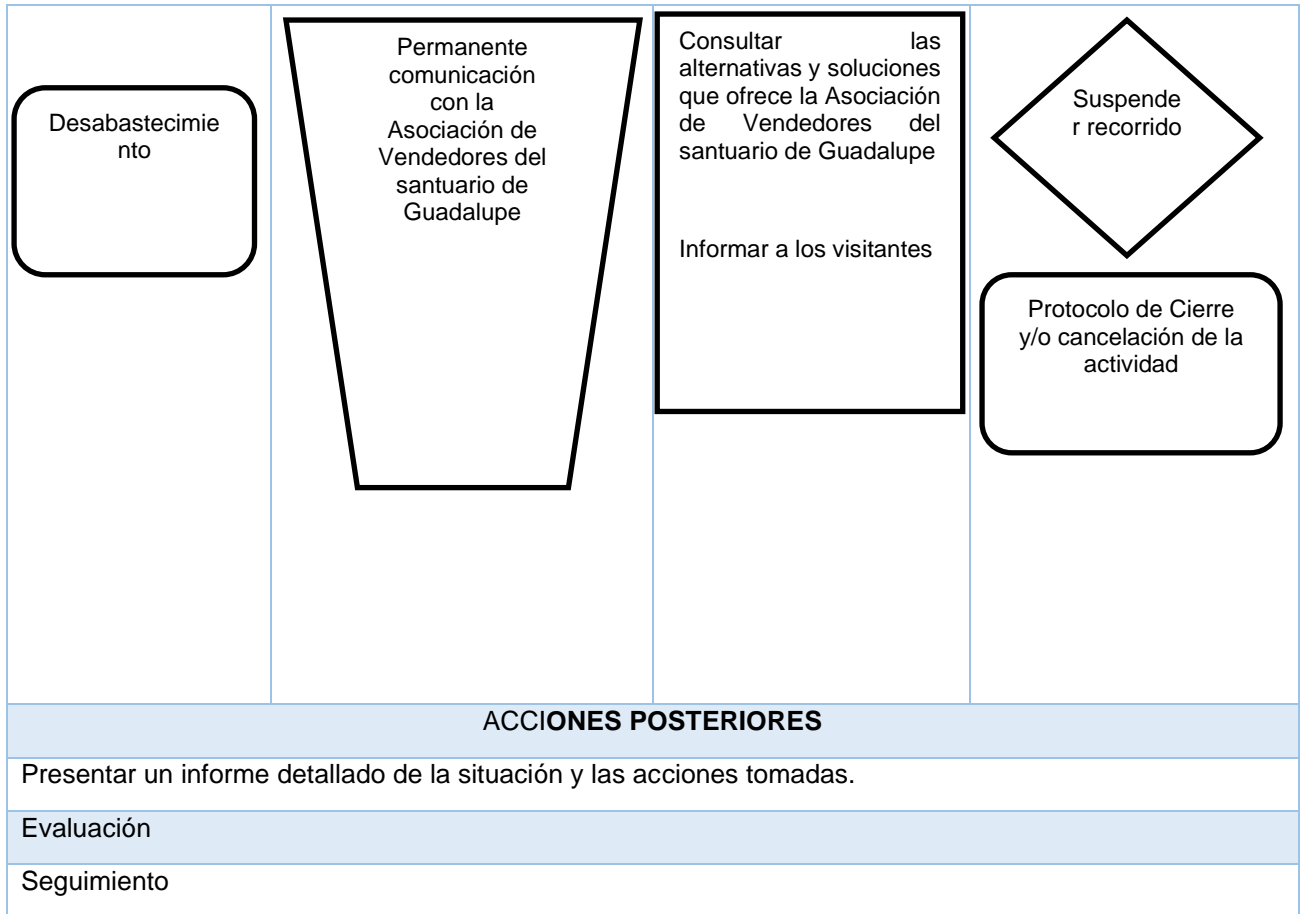 Desabastecimie
nto
Permanente
comunicación
con la
Asociación de
Vendedores del
santuario de
Guadalupe
Consultar las
alternativas y soluciones
que ofrece la Asociación
de Vendedores del
santuario de Guadalupe
Informar a los visitantes
Suspende
r recorrido
Protocolo de Cierre
y/o cancelación de la
actividad
ACCIONES POSTERIORES
Presentar un informe detallado de la situación y las acciones tomadas.
Evaluación
Seguimiento